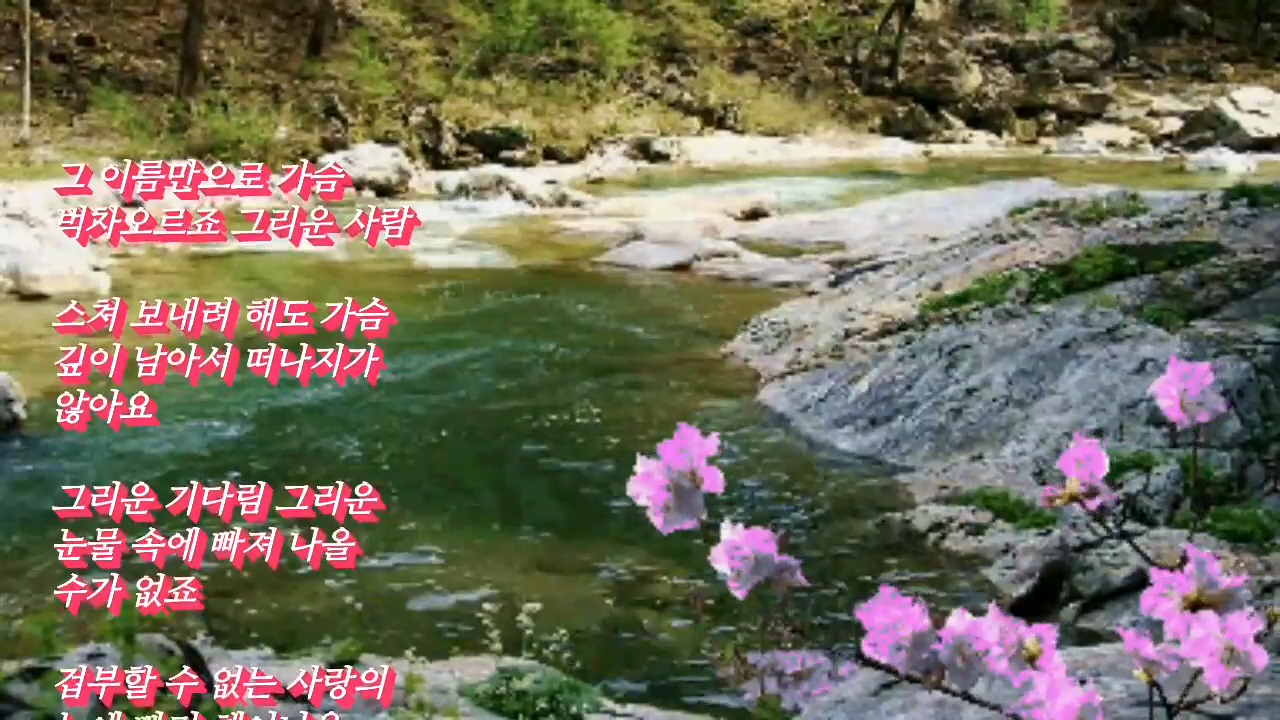 그 이름만으로 가슴
벅차오르죠 그리운 사람
스쳐 보내려 해도 가슴
깊이 남아서 떠나지가
않아요
그리운 기다림 그리운
눈물 속에 빠져 나올
수가 없죠
겁부할 수 없는 사랑의